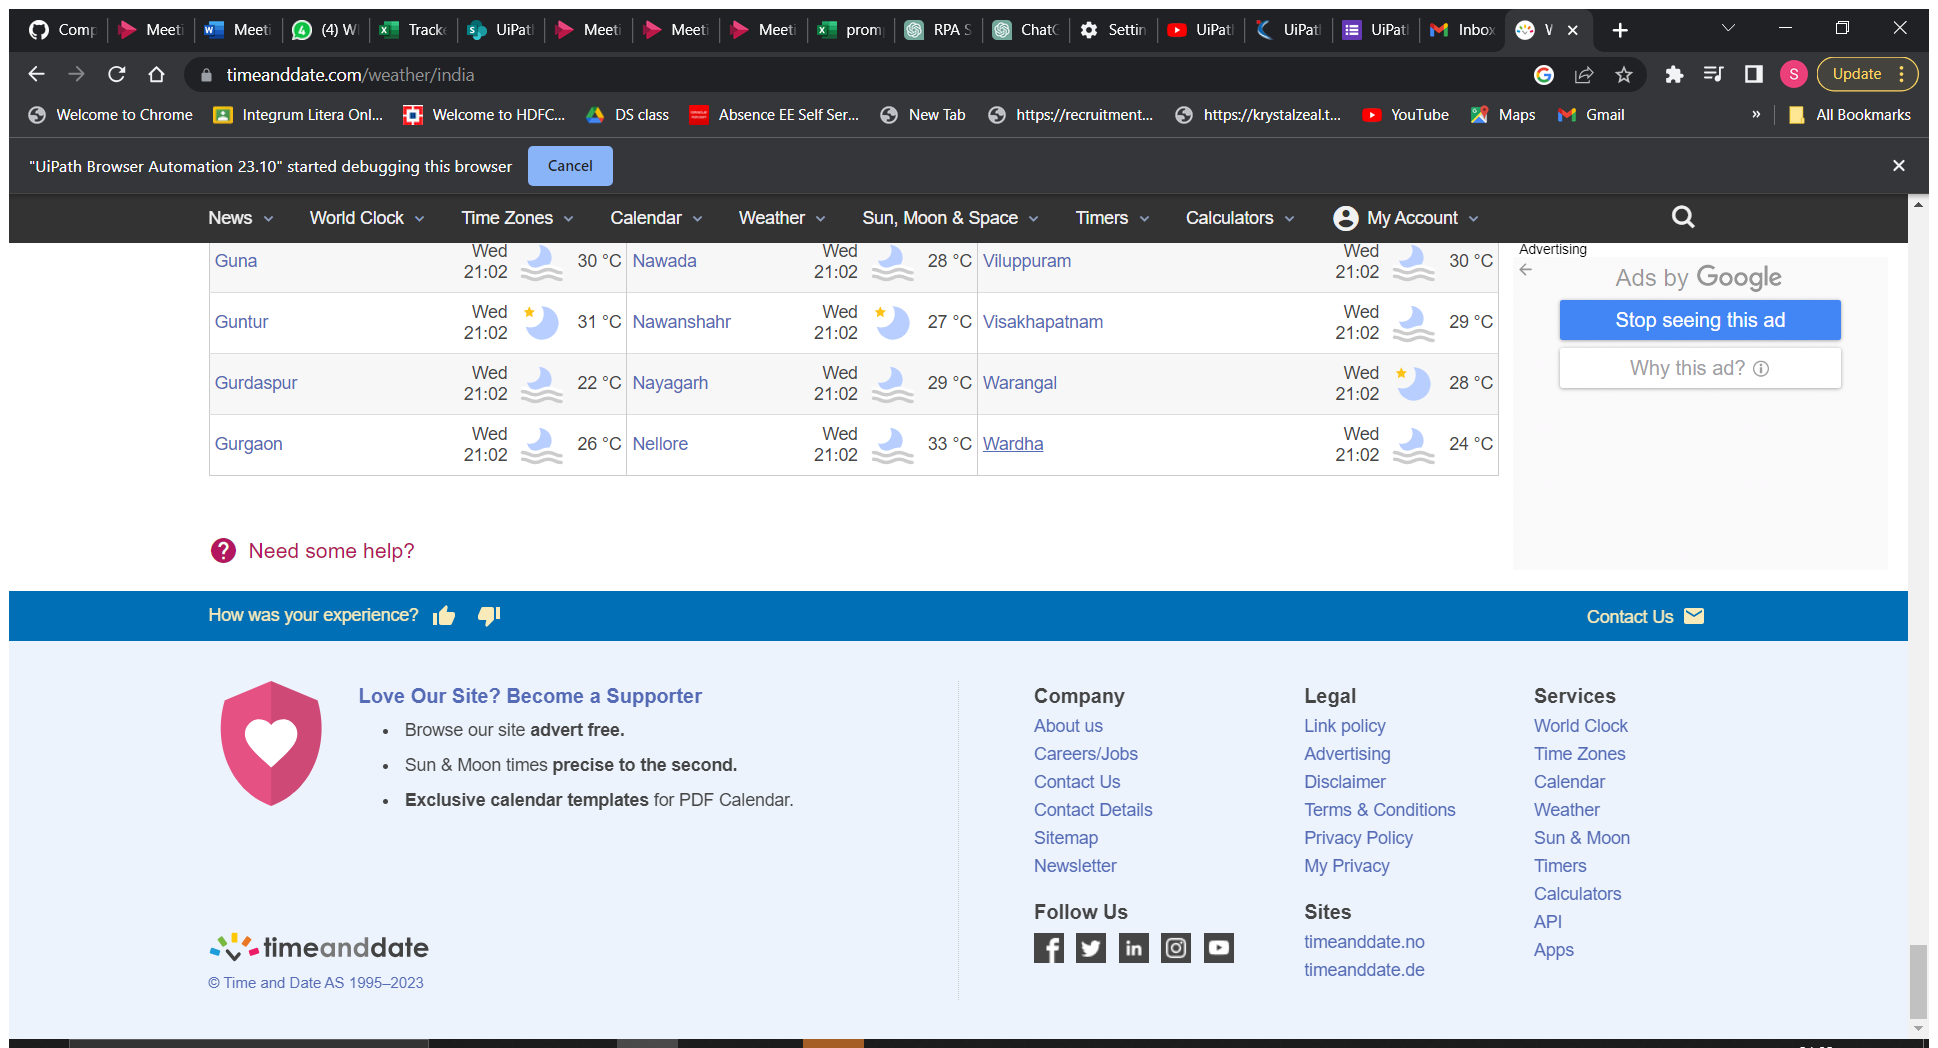 Comp Meeti Meeti (4) W Tracke UiPat Meeti Meeti Meeti prom RPA S ChatG Settin UiPat UiPat UiPat Inbox
timeanddate.com/weather/india Update
Welcome to Chrome Integrum Litera Onl... Welcome to HDFC... DS class Absence EE Self Ser... New Tab https://recruitment... https://krystalzeal.t... YouTube Maps Gmail » All Bookmarks
"UiPath Browser Automation 23.10" started debugging this browser Cancel
News World Clock Time Zones Calendar Weather Sun, Moon & Space Timers Calculators My Account
Guna Wed 21:02 30 °C Nawada Wed 21:02 28 °C Viluppuram Wed 21:02 30 °C
Guntur Wed 21:02 31 °C Nawanshahr Wed 21:02 27 °C Visakhapatnam Wed 21:02 29 °C
Gurdaspur Wed 21:02 22 °C Nayagarh Wed 21:02 29 °C Warangal Wed 21:02 28 °C
Gurgaon Wed 21:02 26 °C Nellore Wed 21:02 33 °C Wardha Wed 21:02 24 °C
Advertising
Ads by Google
Stop seeing this ad
Why this ad?
Need some help?
How was your experience?
Contact Us
Love Our Site? Become a Supporter
• Browse our site advert free.
• Sun & Moon times precise to the second.
• Exclusive calendar templates for PDF Calendar.
timeanddate
© Time and Date AS 1995–2023
Company
About us
Careers/Jobs
Contact Us
Contact Details
Sitemap
Newsletter
Follow Us
Legal
Link policy
Advertising
Disclaimer
Terms & Conditions
Privacy Policy
My Privacy
Sites
timeanddate.no
timeanddate.de
Services
World Clock
Time Zones
Calendar
Weather
Sun & Moon
Timers
Calculators
API
Apps